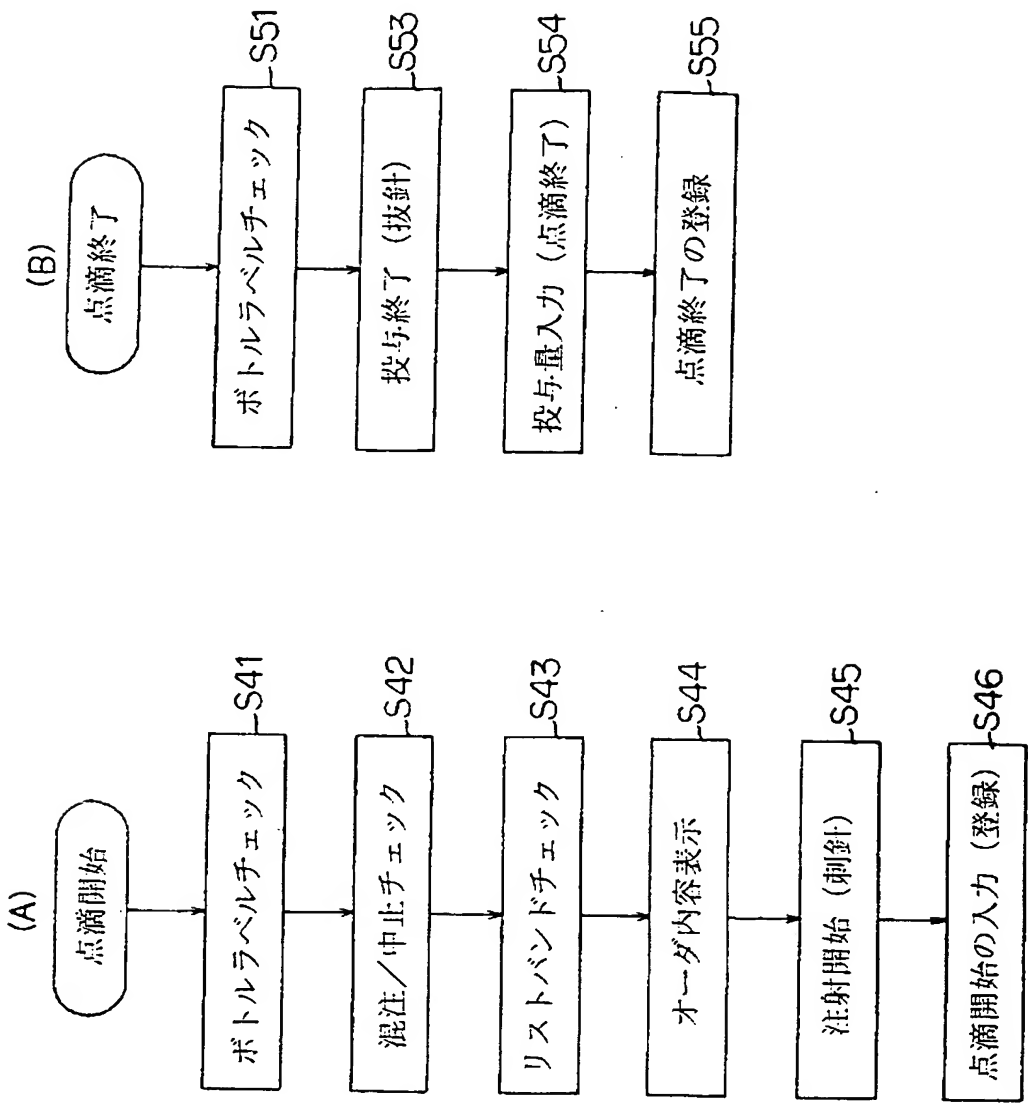 (A)
点滴開始
ボトルラベルチェック
S41
混注／中止チェック
S42
リストバンドチェック
S43
オーダ内容表示
S44
注射開始（刺針）
S45
点滴開始の入力（登録）
S46
(B)
点滴終了
ボトルラベルチェック
S51
投与終了（抜針）
S53
投与量入力（点滴終了）
S54
点滴終了の登録
S55